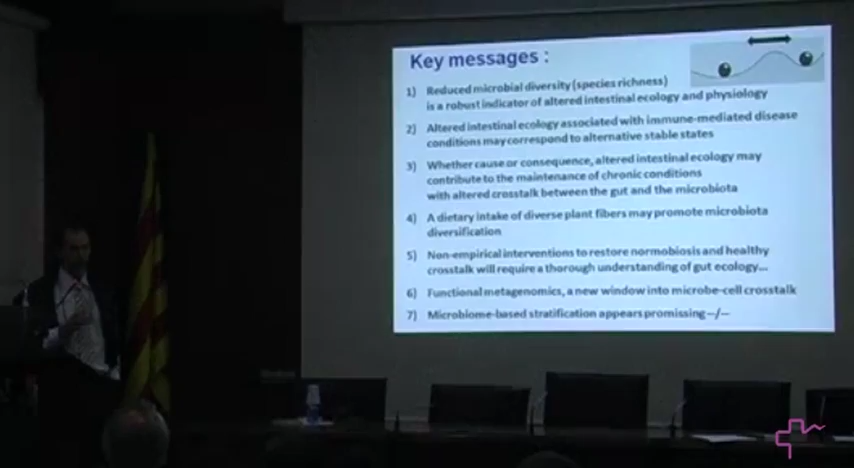 Key messages :
1) Reduced microbial diversity (species richness)
is a robust indicator of altered intestinal ecology and physiology
2) Altered intestinal ecology associated with immune-mediated disease
conditions may correspond to alternative stable states
3) Whether cause or consequence, altered intestinal ecology may
contribute to the maintenance of chronic conditions
with altered crosstalk between the gut and the microbiota
4) A dietary intake of diverse plant fibers may promote microbiota
diversification
5) Non-empirical interventions to restore normobiosis and healthy
crosstalk will require a thorough understanding of gut ecology...
6) Functional metagenomics, a new window into microbe-cell crosstalk
7) Microbiome-based stratification appears promissing --/--